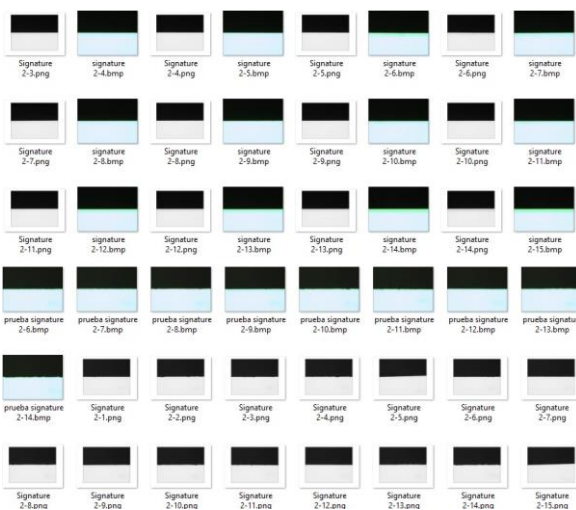 Signature 2-3.png
signature 2-4.bmp
Signature 2-4.png
signature 2-5.bmp
Signature 2-5.png
signature 2-6.bmp
Signature 2-6.png
signature 2-7.bmp
Signature 2-7.png
signature 2-8.bmp
Signature 2-8.png
signature 2-9.bmp
Signature 2-9.png
signature 2-10.bmp
Signature 2-10.png
signature 2-11.bmp
Signature 2-11.png
signature 2-12.bmp
Signature 2-12.png
signature 2-13.bmp
Signature 2-13.png
signature 2-14.bmp
Signature 2-14.png
signature 2-15.bmp
prueba signature 2-6.bmp
prueba signature 2-7.bmp
prueba signature 2-8.bmp
prueba signature 2-9.bmp
prueba signature 2-10.bmp
prueba signature 2-11.bmp
prueba signature 2-12.bmp
prueba signatu 2-13.bmp
prueba signature 2-14.bmp
Signature 2-1.png
Signature 2-2.png
Signature 2-3.png
Signature 2-4.png
Signature 2-5.png
Signature 2-6.png
Signature 2-7.png
Signature 2-8.png
Signature 2-9.png
Signature 2-10.png
Signature 2-11.png
Signature 2-12.png
Signature 2-13.png
Signature 2-14.png
Signature 2-15.png